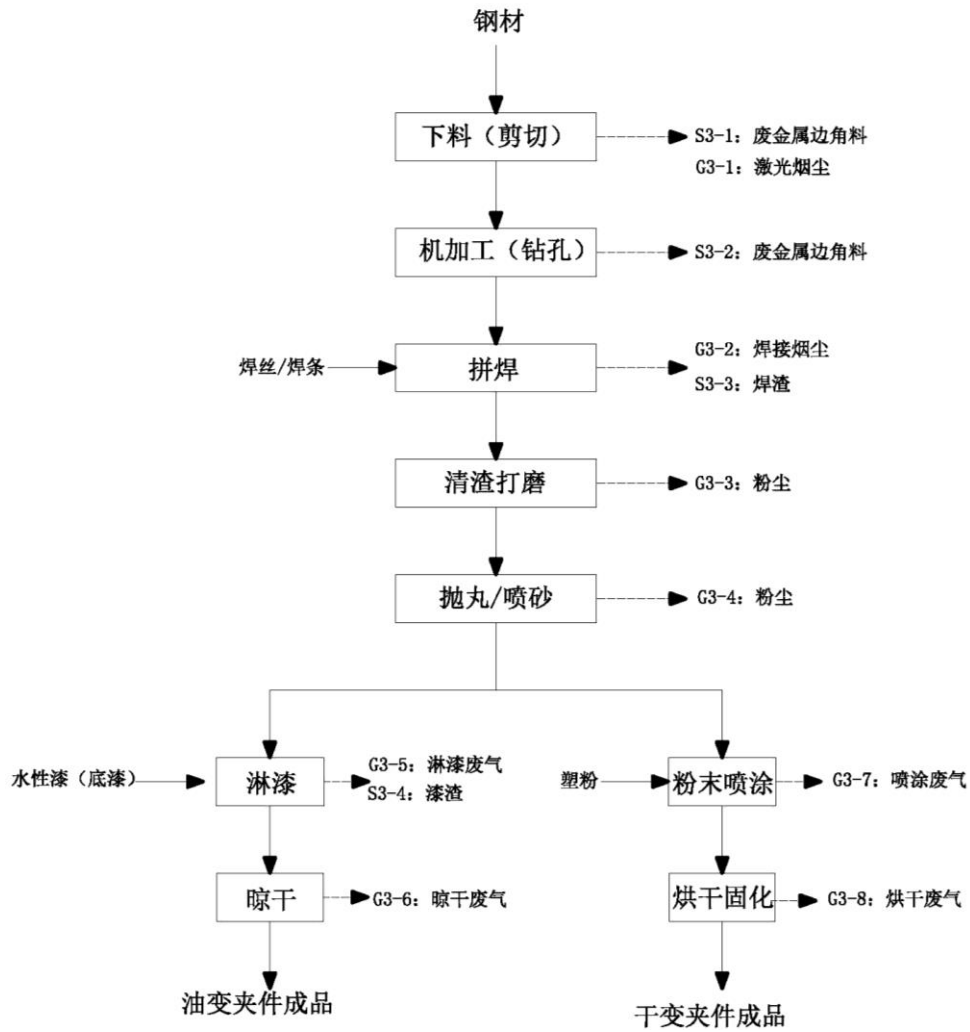 钢材
下料（剪切）
S3-1: 废金属边角料
G3-1: 激光烟尘
机加工（钻孔）
S3-2: 废金属边角料
焊丝/焊条
拼焊
G3-2: 焊接烟尘
S3-3: 焊渣
清渣打磨
G3-3: 粉尘
抛丸/喷砂
G3-4: 粉尘
水性漆（底漆）
淋漆
G3-5: 淋漆废气
S3-4: 漆渣
塑粉
粉末喷涂
G3-7: 喷涂废气
晾干
G3-6: 晾干废气
烘干固化
G3-8: 烘干废气
油变夹件成品
干变夹件成品